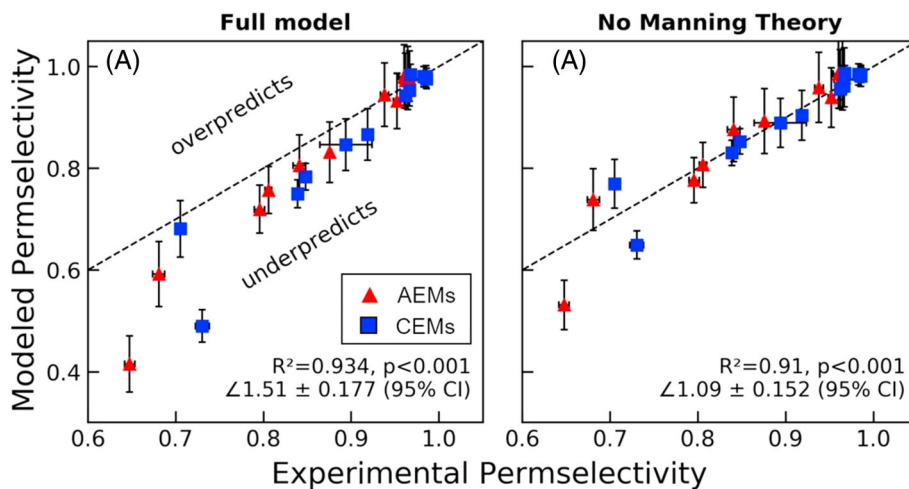 Full model
No Manning Theory
Modeled Permselectivity
1.0
0.8
0.6
0.4
(A)
overpredicts
underpredicts
AEMs
CEMs
R²=0.934, p<0.001
∠1.51 ± 0.177 (95% CI)
0.6 0.7 0.8 0.9 1.0
(A)
R²=0.91, p<0.001
∠1.09 ± 0.152 (95% CI)
0.6 0.7 0.8 0.9 1.0
Experimental Permselectivity